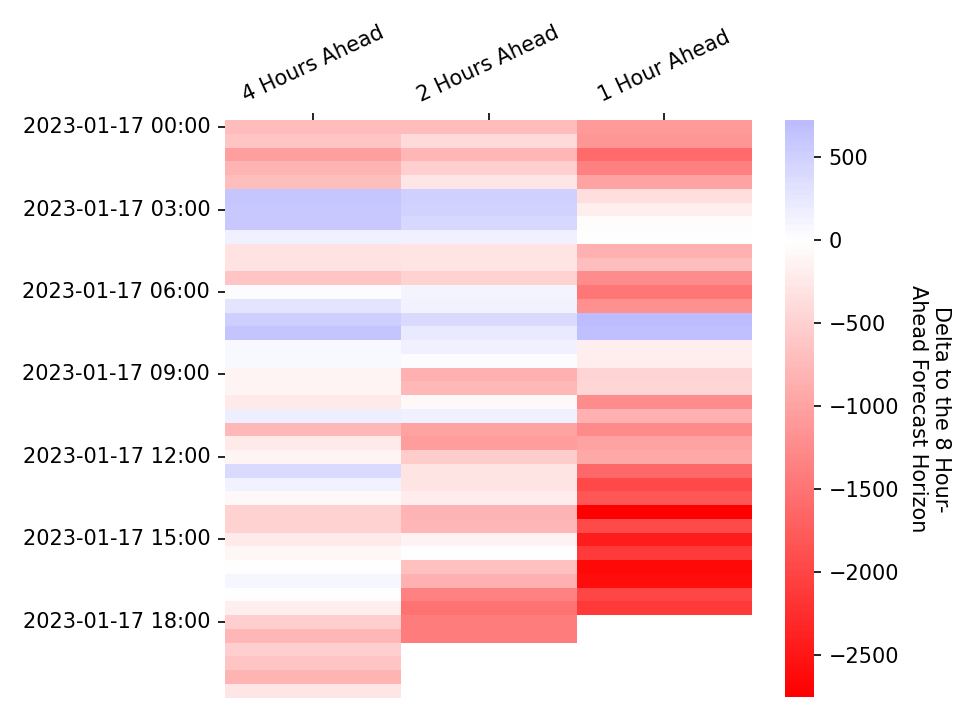 4 Hours Ahead
2 Hours Ahead
1 Hour Ahead
2023-01-17 00:00
2023-01-17 03:00
2023-01-17 06:00
2023-01-17 09:00
2023-01-17 12:00
2023-01-17 15:00
2023-01-17 18:00
500
0
−500
−1000
−1500
−2000
−2500
Delta to the 8 Hour-
Ahead Forecast Horizon